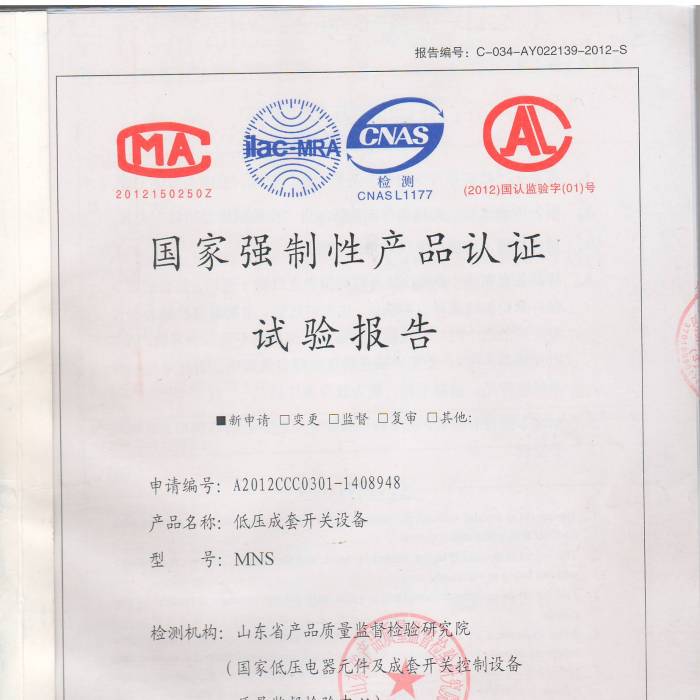 报告编号: C-034-AY022139-2012-S
CMA
ilac-MRA
CNAS
CAL
2012150250Z
检 测
CNAS L1177
(2012)国认监验字(01)号
国家强制性产品认证
试验报告
■新申请 □变更 □监督 □复审 □其他:
申请编号: A2012CCC0301-1408948
产品名称: 低压成套开关设备
型 号: MNS
检测机构: 山东省产品质量监督检验研究院
(国家低压电器元件及成套开关控制设备